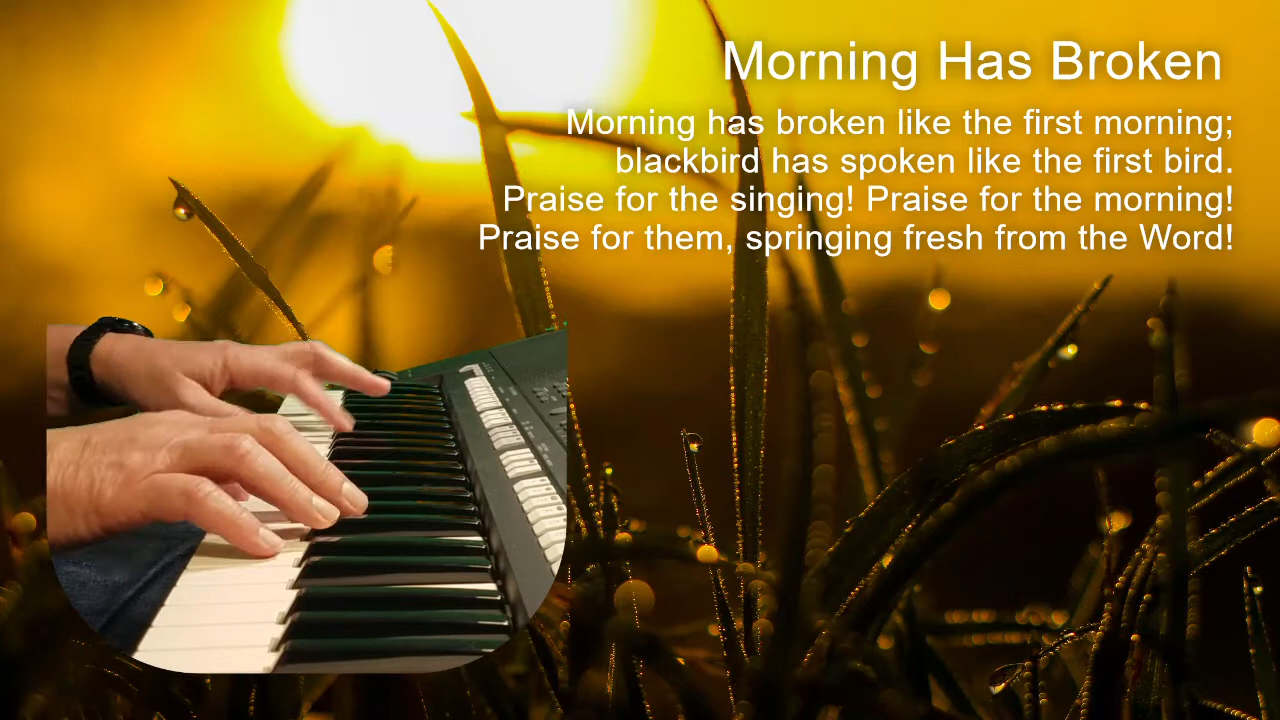 Morning Has Broken
Morning has broken like the first morning;
blackbird has spoken like the first bird.
Praise for the singing! Praise for the morning!
Praise for them, springing fresh from the Word!